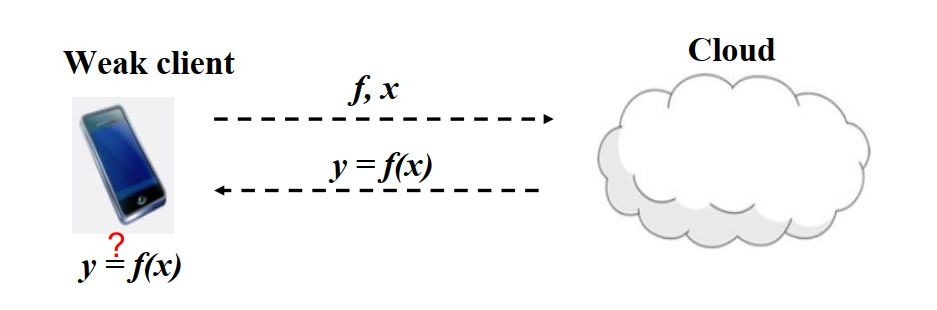 Weak client
Cloud
f, x
y = f(x)
?
y = f(x)